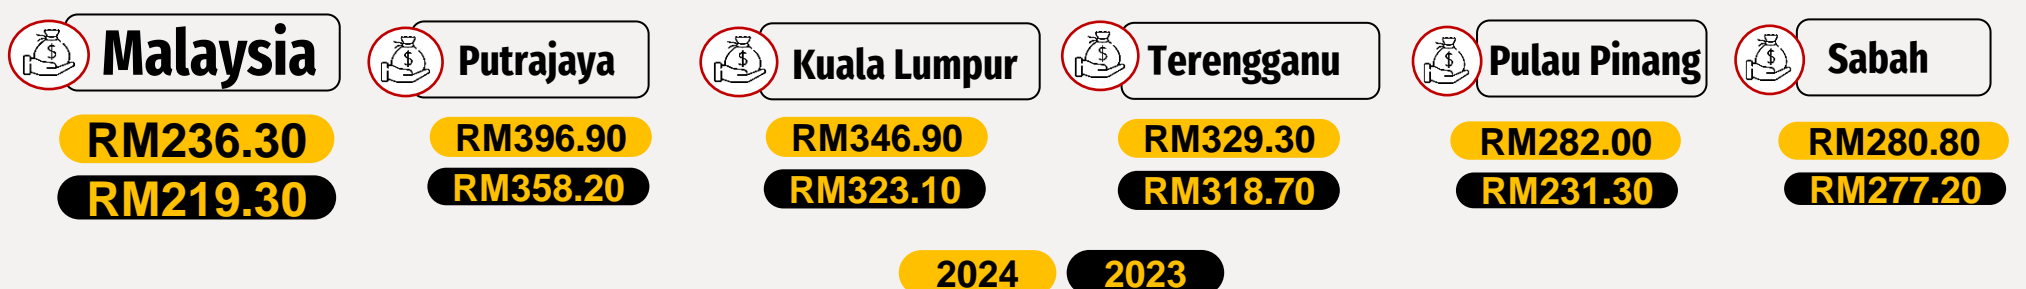 Malaysia
RM236.30
RM219.30
Putrajaya
RM396.90
RM358.20
Kuala Lumpur
RM346.90
RM323.10
Terengganu
RM329.30
RM318.70
Pulau Pinang
RM282.00
RM231.30
Sabah
RM280.80
RM277.20
2024
2023